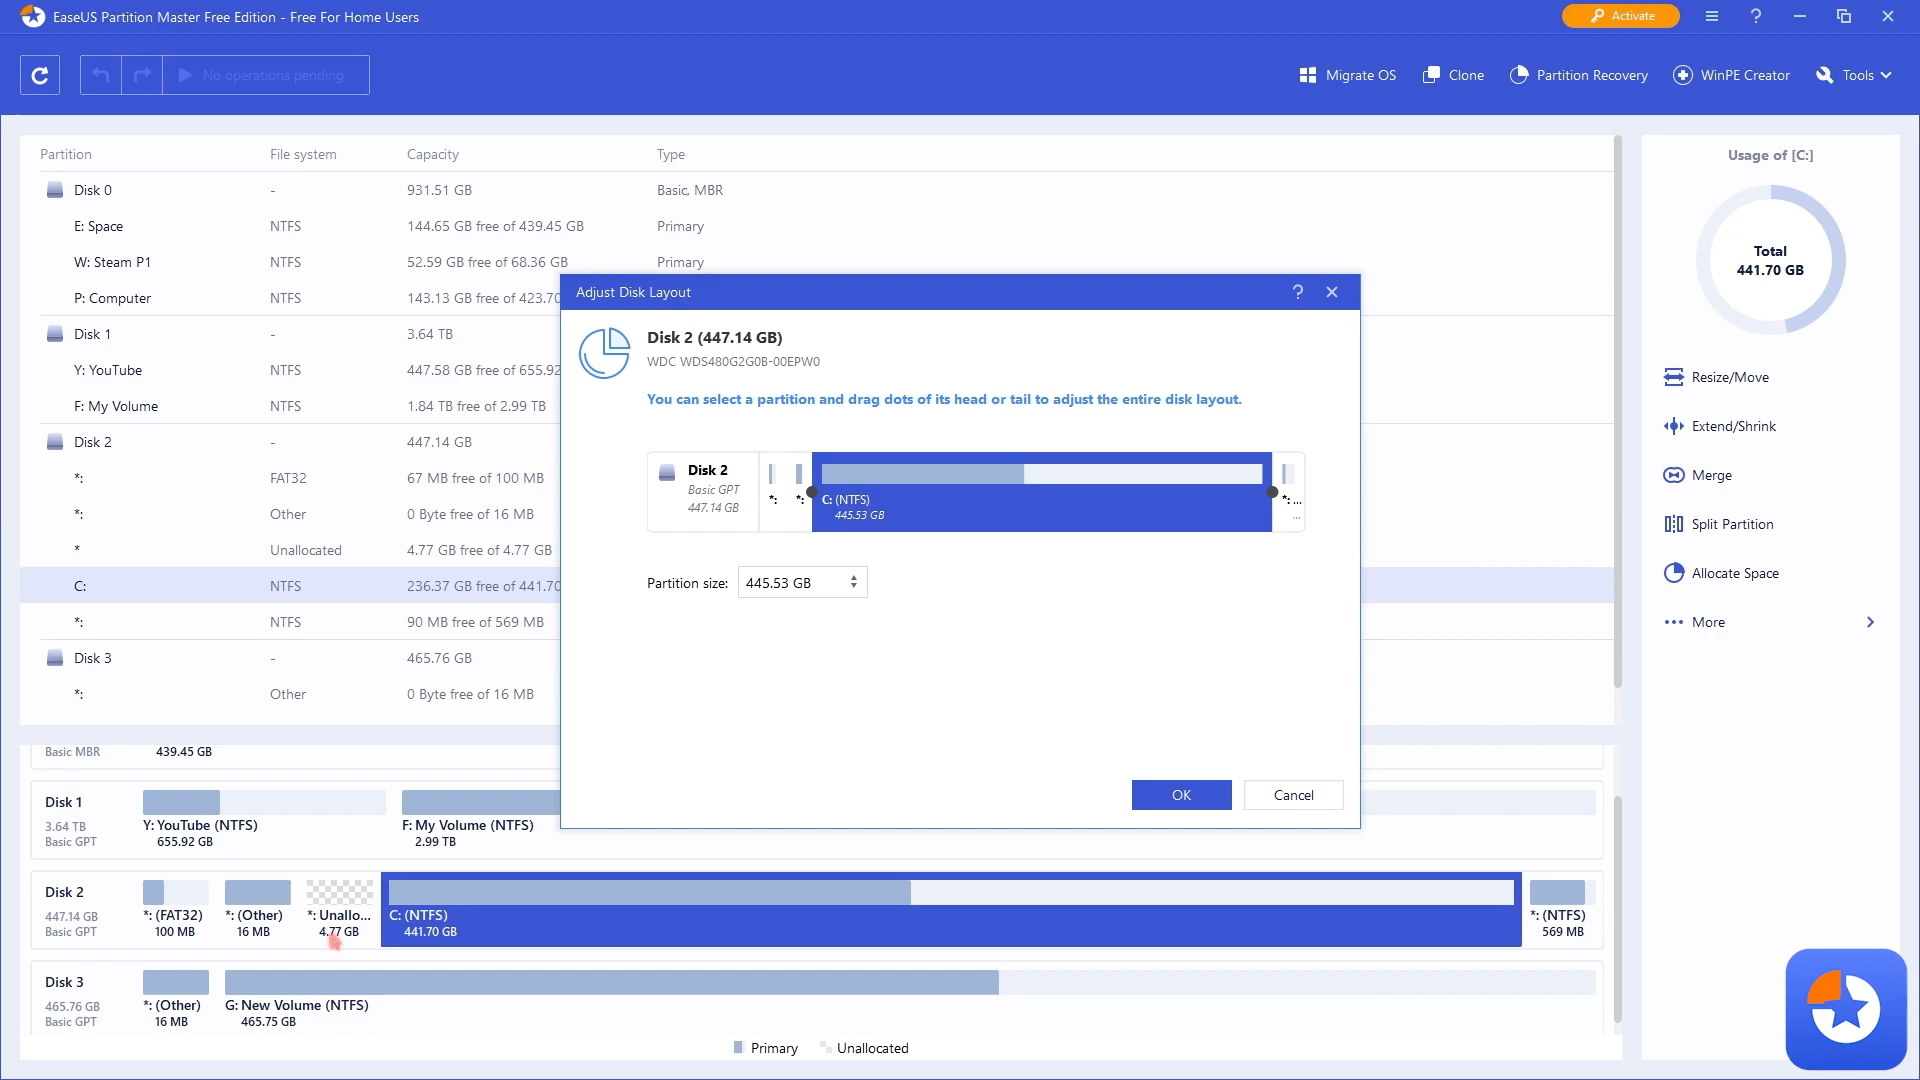 EaseUS Partition Master Free Edition - Free For Home Users
Activate
No operations pending
Migrate OS
Clone
Partition Recovery
WinPE Creator
Tools
Partition File system Capacity Type
Disk 0 - 931.51 GB Basic, MBR
E: Space NTFS 144.65 GB free of 439.45 GB Primary
W: Steam P1 NTFS 52.59 GB free of 68.36 GB Primary
P: Computer NTFS 143.13 GB free of 423.70
Disk 1 - 3.64 TB
Y: YouTube NTFS 447.58 GB free of 655.92
F: My Volume NTFS 1.84 TB free of 2.99 TB
Disk 2 - 447.14 GB
*: FAT32 67 MB free of 100 MB
*: Other 0 Byte free of 16 MB
* Unallocated 4.77 GB free of 4.77 GB
C: NTFS 236.37 GB free of 441.70
*: NTFS 90 MB free of 569 MB
Disk 3 - 465.76 GB
*: Other 0 Byte free of 16 MB
Adjust Disk Layout
?
Disk 2 (447.14 GB)
WDC WDS480G2G0B-00EPW0
You can select a partition and drag dots of its head or tail to adjust the entire disk layout.
Disk 2
Basic GPT
447.14 GB
*:
*:
C: (NTFS)
445.53 GB
*: ...
...
Partition size: 445.53 GB
OK
Cancel
Usage of [C:]
Total
441.70 GB
Resize/Move
Extend/Shrink
Merge
Split Partition
Allocate Space
More
Basic MBR 439.45 GB
Disk 1
3.64 TB
Basic GPT
Y: YouTube (NTFS)
655.92 GB
F: My Volume (NTFS)
2.99 TB
Disk 2
447.14 GB
Basic GPT
*: (FAT32)
100 MB
*: (Other)
16 MB
*: Unallo...
4.77 GB
C: (NTFS)
441.70 GB
*: (NTFS)
569 MB
Disk 3
465.76 GB
Basic GPT
*: (Other)
16 MB
G: New Volume (NTFS)
465.75 GB
Primary
Unallocated